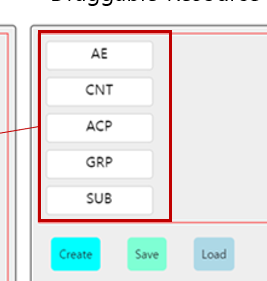 Draggable Resource
AE
CNT
ACP
GRP
SUB
Create Save Load